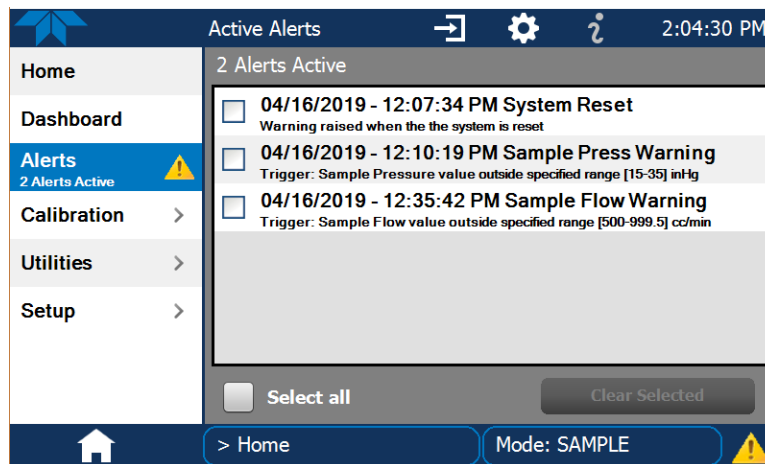 Active Alerts
2:04:30 PM
Home
Dashboard
Alerts
2 Alerts Active
Calibration
Utilities
Setup
2 Alerts Active
04/16/2019 - 12:07:34 PM System Reset
Warning raised when the the system is reset
04/16/2019 - 12:10:19 PM Sample Press Warning
Trigger: Sample Pressure value outside specified range [15-35] inHg
04/16/2019 - 12:35:42 PM Sample Flow Warning
Trigger: Sample Flow value outside specified range [500-999.5] cc/min
Select all
Clear Selected
> Home
Mode: SAMPLE